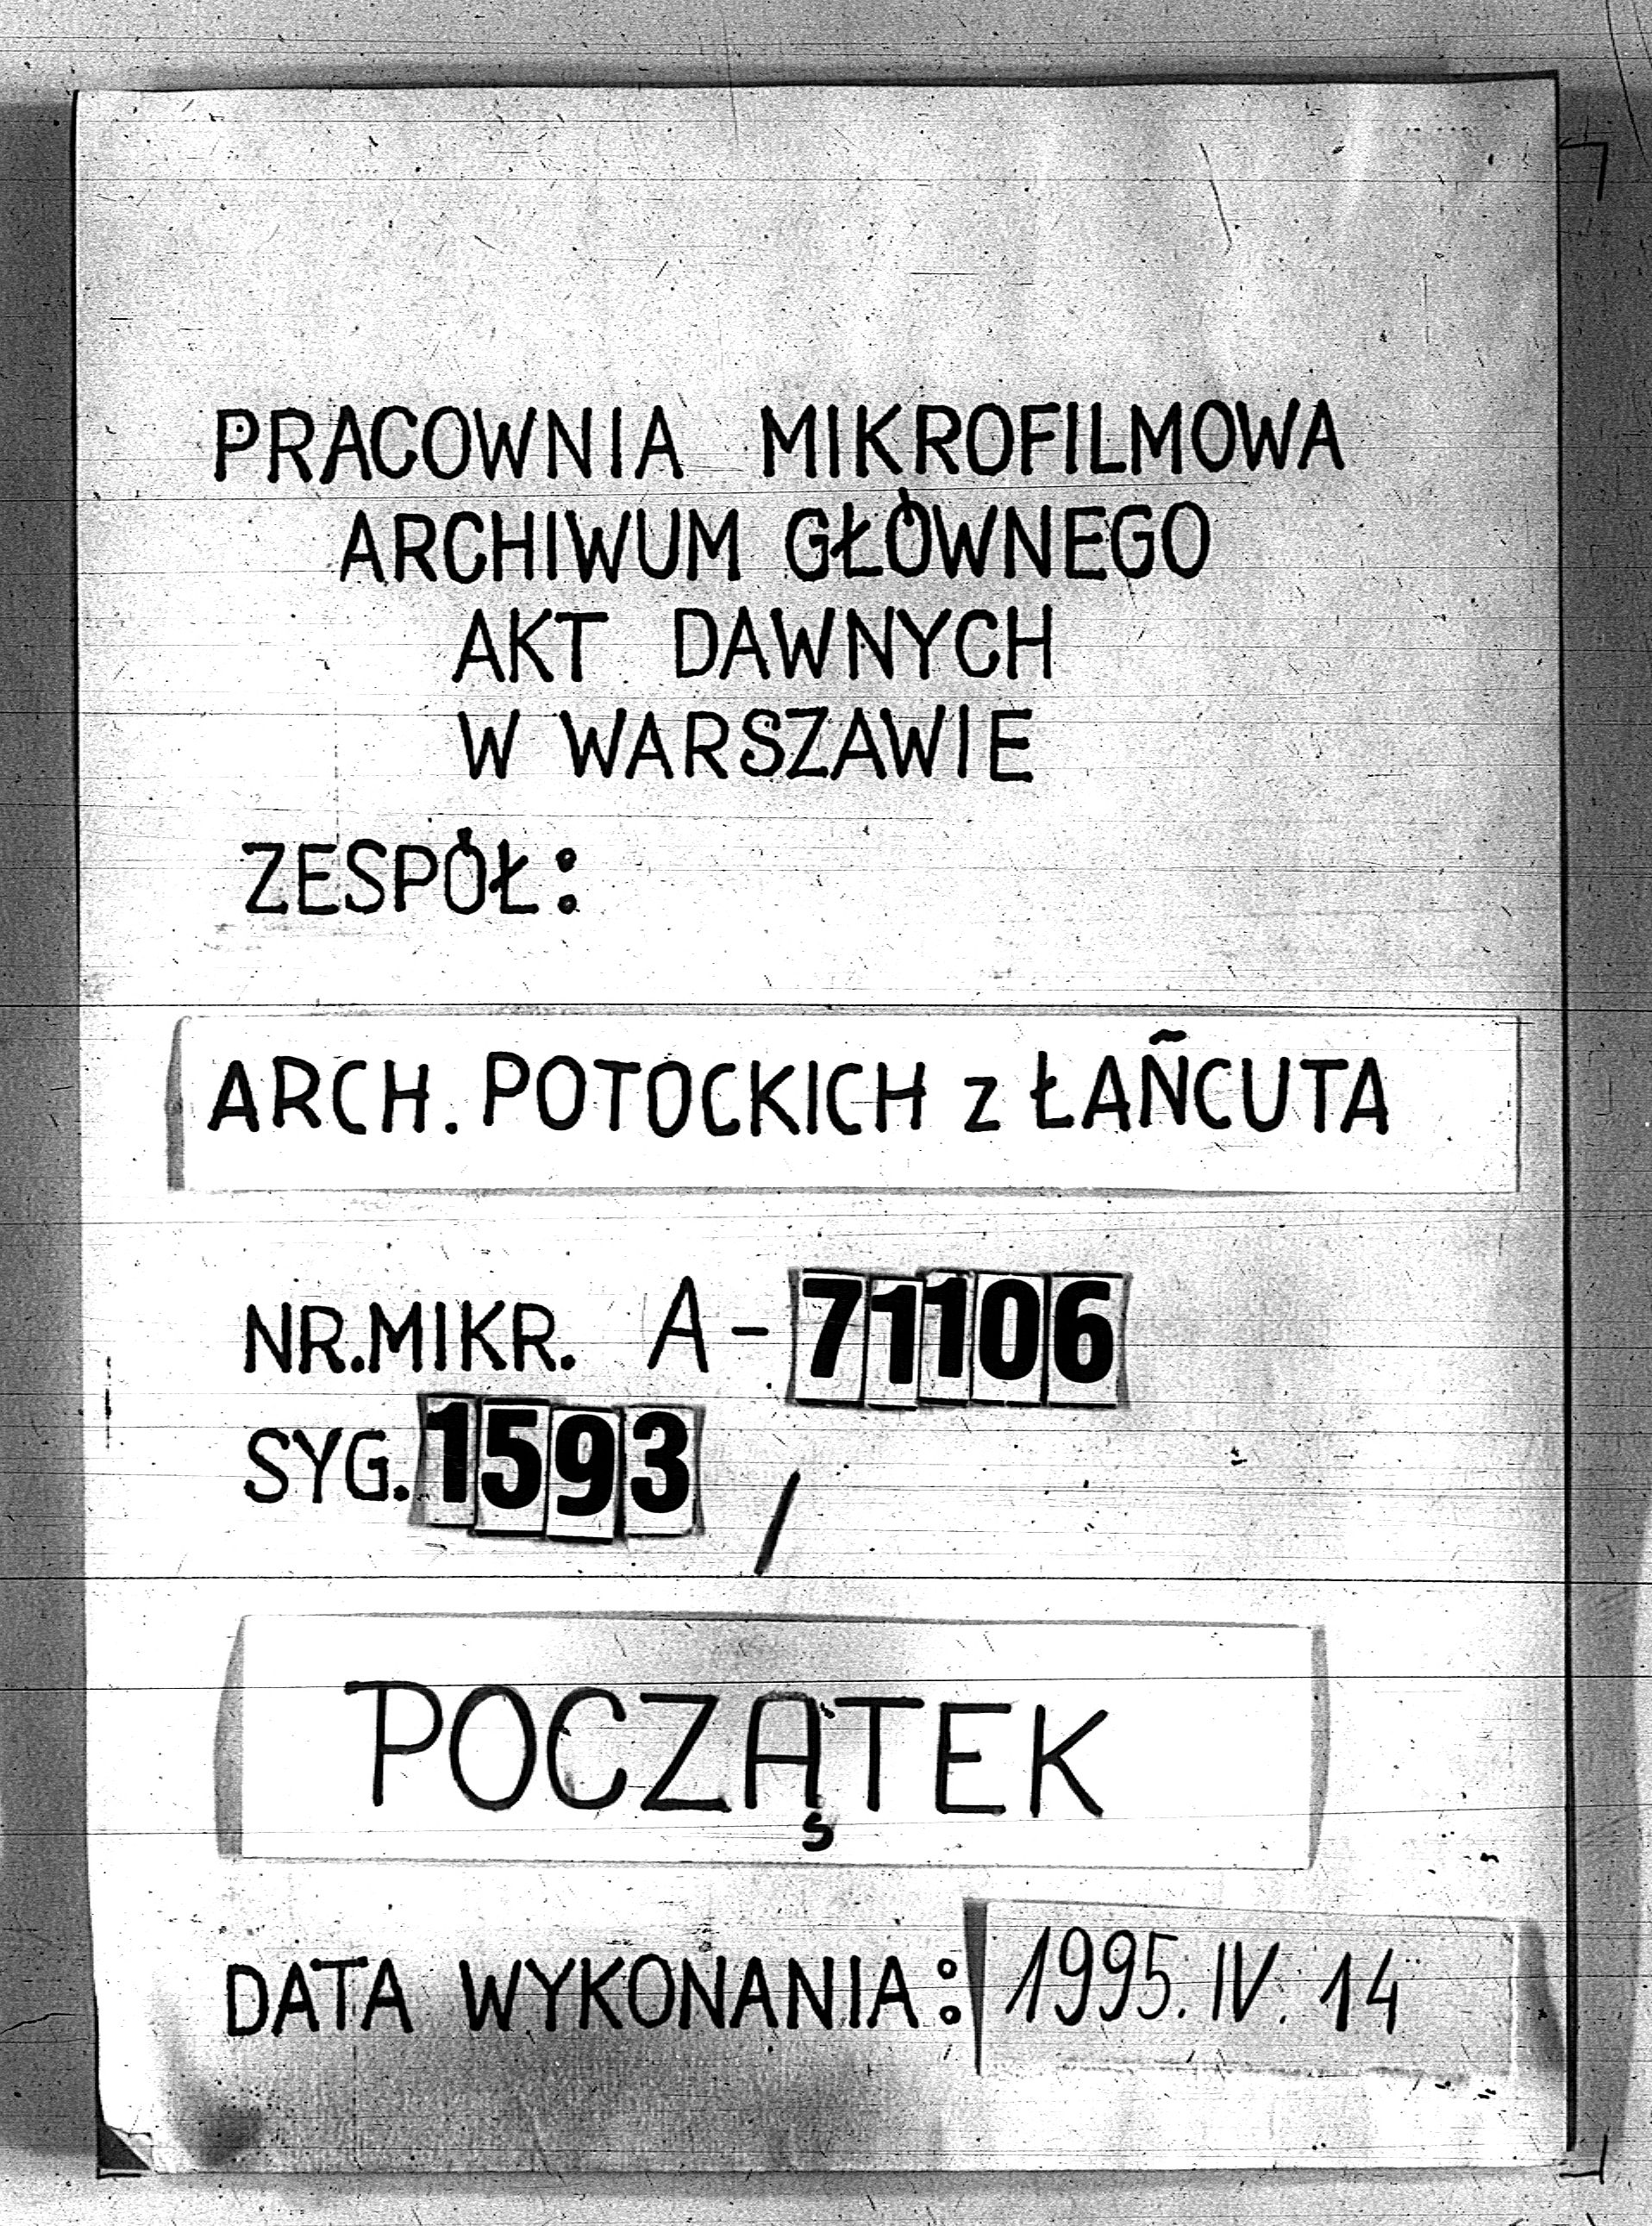 PRACOWNIA MIKROFILMOWA
ARCHIWUM GŁÓWNEGO
AKT DAWNYCH
W WARSZAWIE
ZESPÓŁ:
ARCH. POTOCKICH z ŁAŃCUTA
NR.MIKR. A-71106
SYG. 1593 /
POCZĄTEK
DATA WYKONANIA: 1995. IV. 14